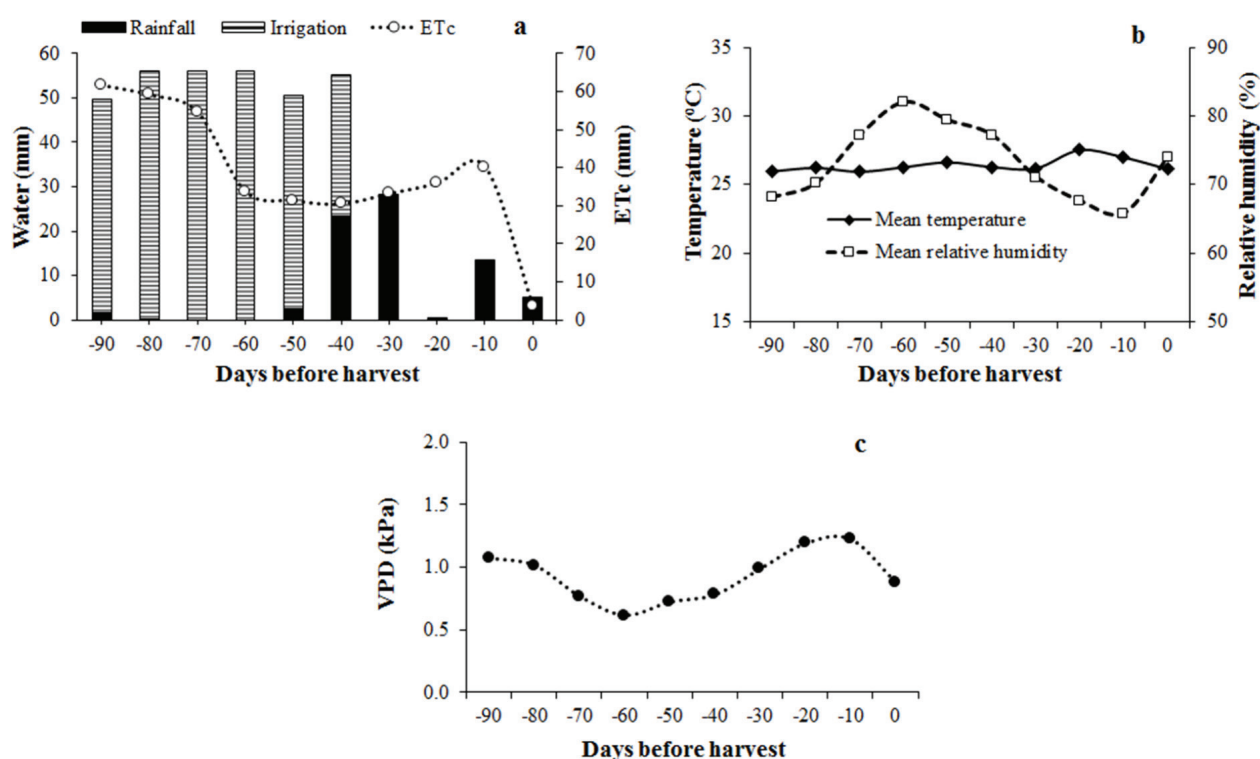 Rainfall Irrigation ETc a
Water (mm)
60
50
40
30
20
10
0
ETc (mm)
70
60
50
40
30
20
10
0
-90 -80 -70 -60 -50 -40 -30 -20 -10 0
Days before harvest
b
Temperature (⁰C)
35
30
25
20
15
Relative humidity (%)
90
80
70
60
50
Mean temperature
Mean relative humidity
-90 -80 -70 -60 -50 -40 -30 -20 -10 0
Days before harvest
c
VPD (kPa)
2.0
1.5
1.0
0.5
0.0
-90 -80 -70 -60 -50 -40 -30 -20 -10 0
Days before harvest